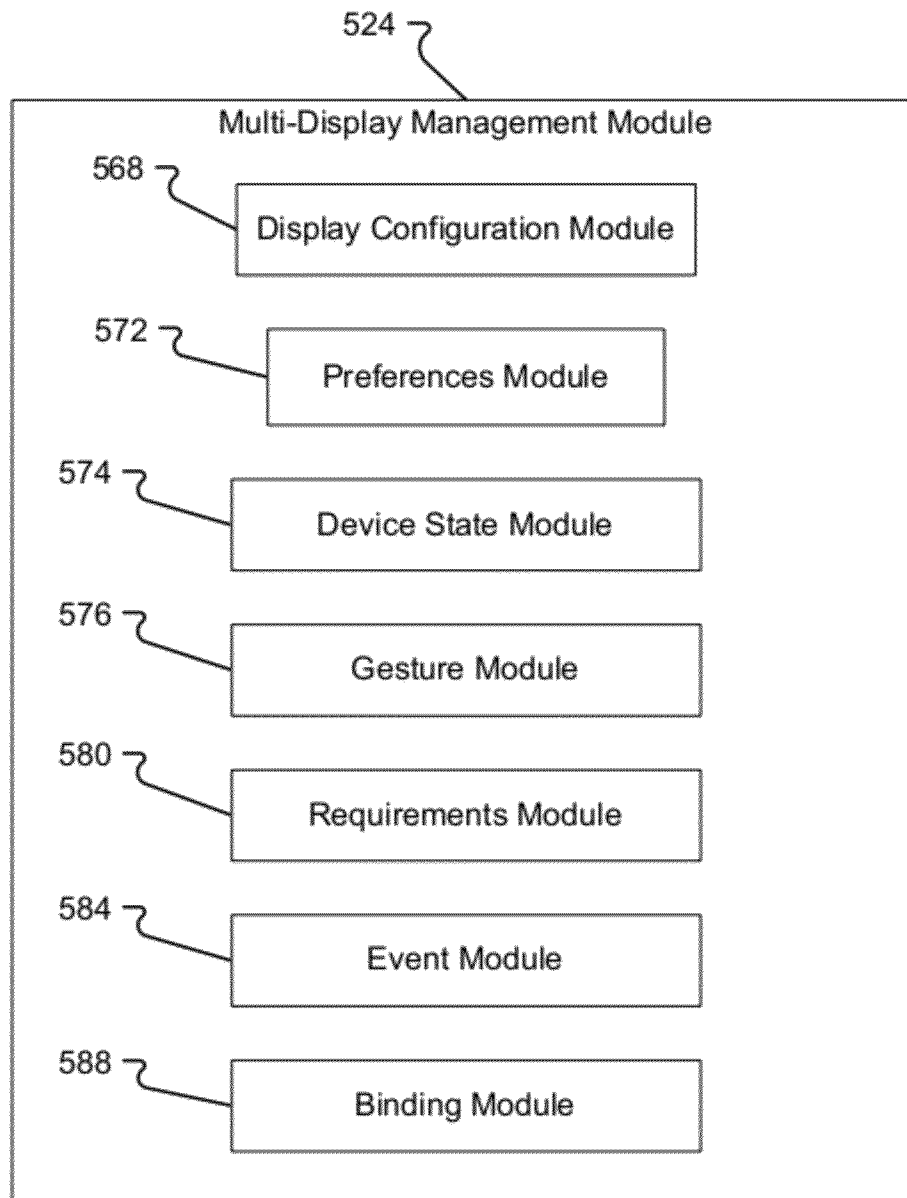 524
Multi-Display Management Module
568
Display Configuration Module
572
Preferences Module
574
Device State Module
576
Gesture Module
580
Requirements Module
584
Event Module
588
Binding Module